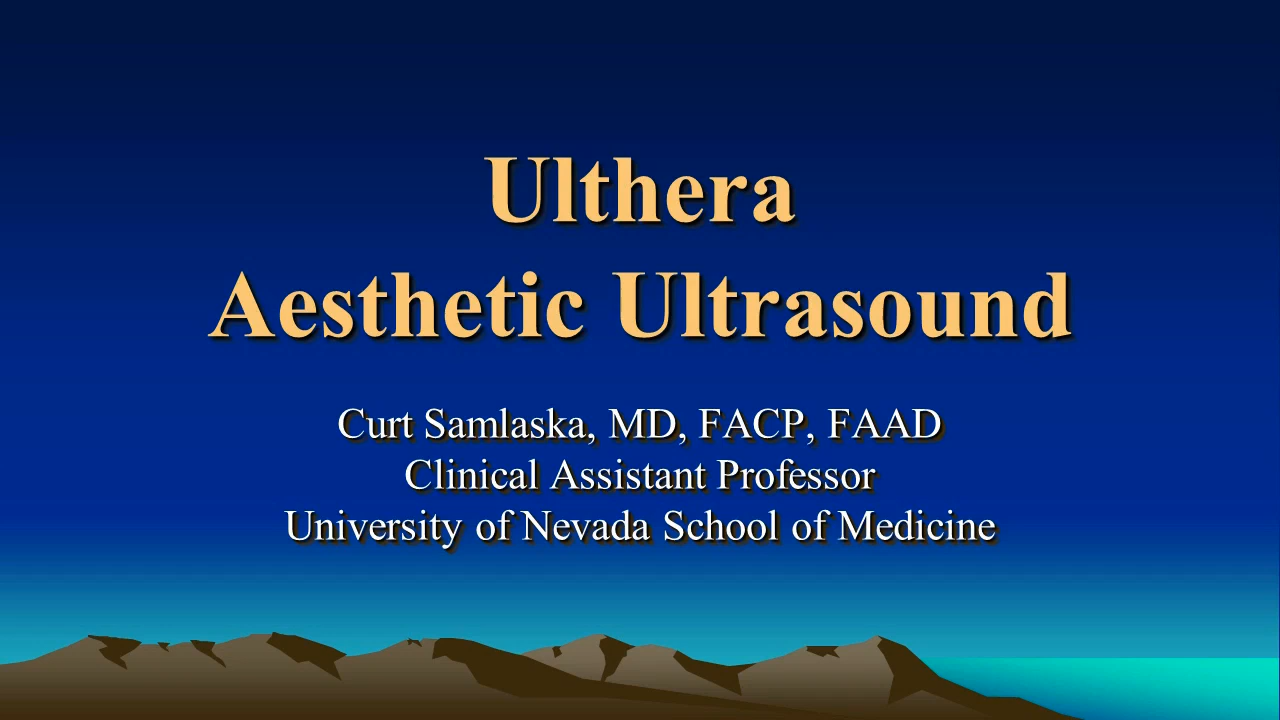 Ulthera
Aesthetic Ultrasound
Curt Samlaska, MD, FACP, FAAD
Clinical Assistant Professor
University of Nevada School of Medicine